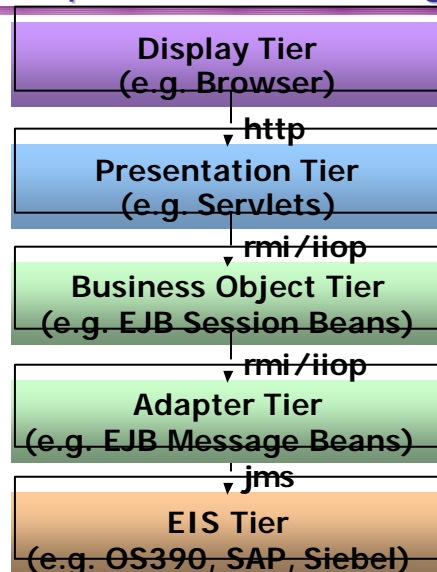 Display Tier
(e.g. Browser)
http
Presentation Tier
(e.g. Servlets)
rmi/iiop
Business Object Tier
(e.g. EJB Session Beans)
rmi/iiop
Adapter Tier
(e.g. EJB Message Beans)
jms
EIS Tier
(e.g. OS390, SAP, Siebel)